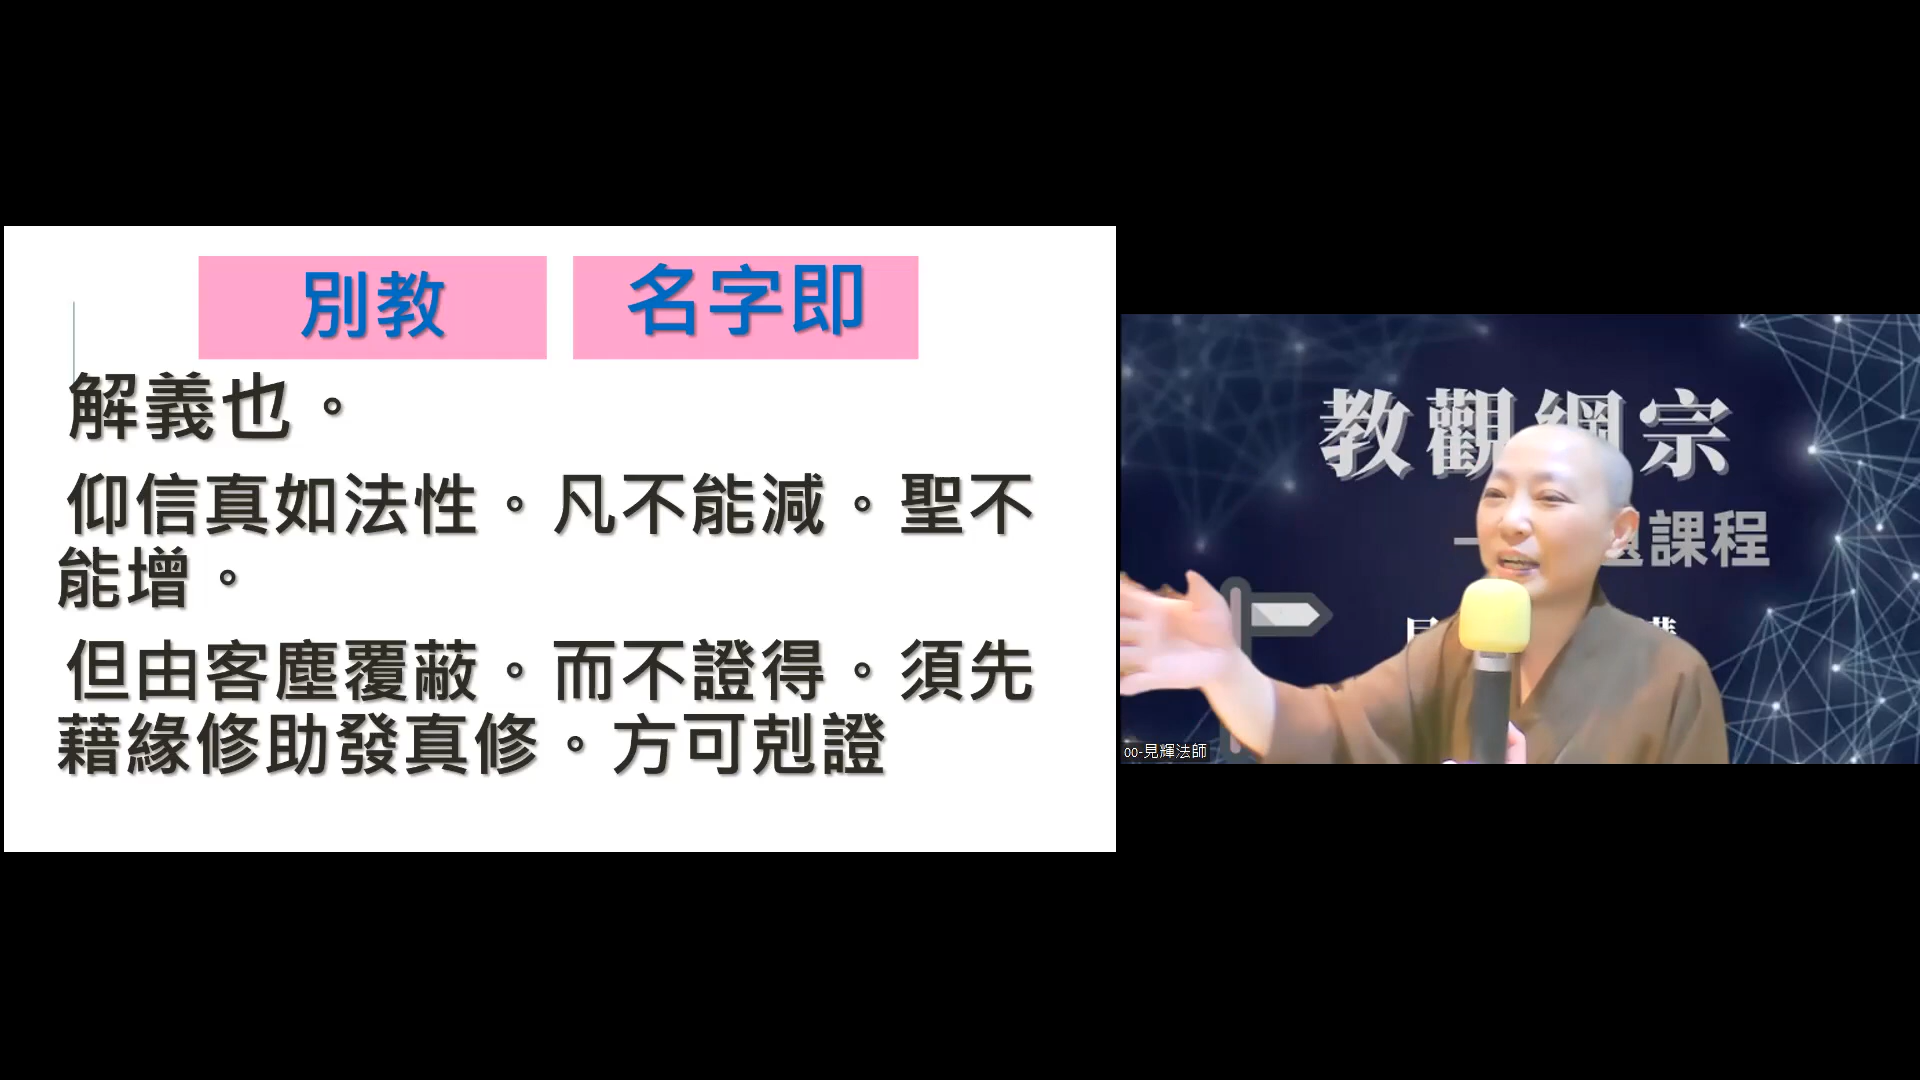 別教
名字即
解義也。
仰信真如法性。凡不能減。聖不
能增。
但由客塵覆蔽。而不證得。須先
藉緣修助發真修。方可剋證
教觀綱宗
課程
oo-見輝法師